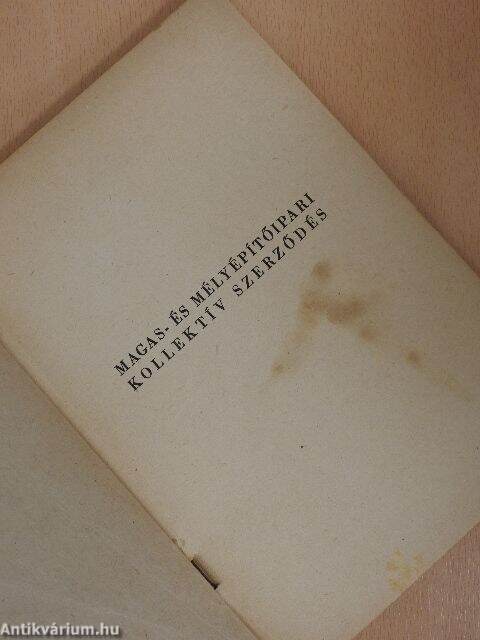 MAGAS- ÉS MÉLYÉPÍTŐIPARI
KOLLEKTÍV SZERZŐDÉS
Antikvárium.hu